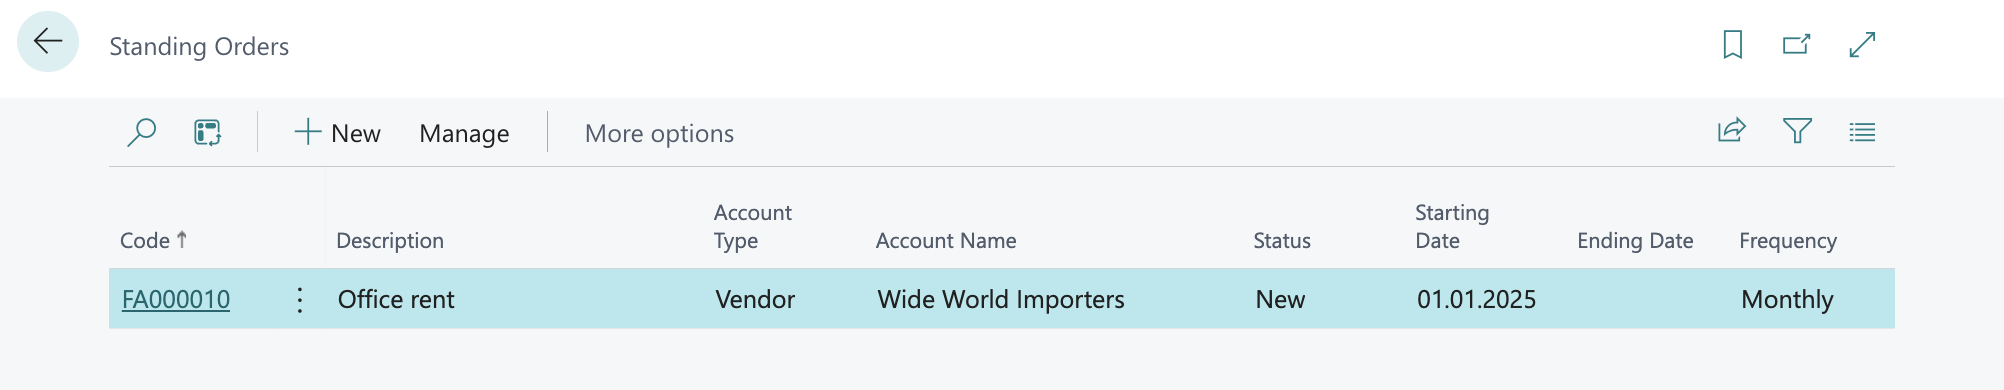 Standing Orders
New Manage More options
Account Starting
Code ↑ Description Type Account Name Status Date Ending Date Frequency
FA000010 Office rent Vendor Wide World Importers New 01.01.2025 Monthly